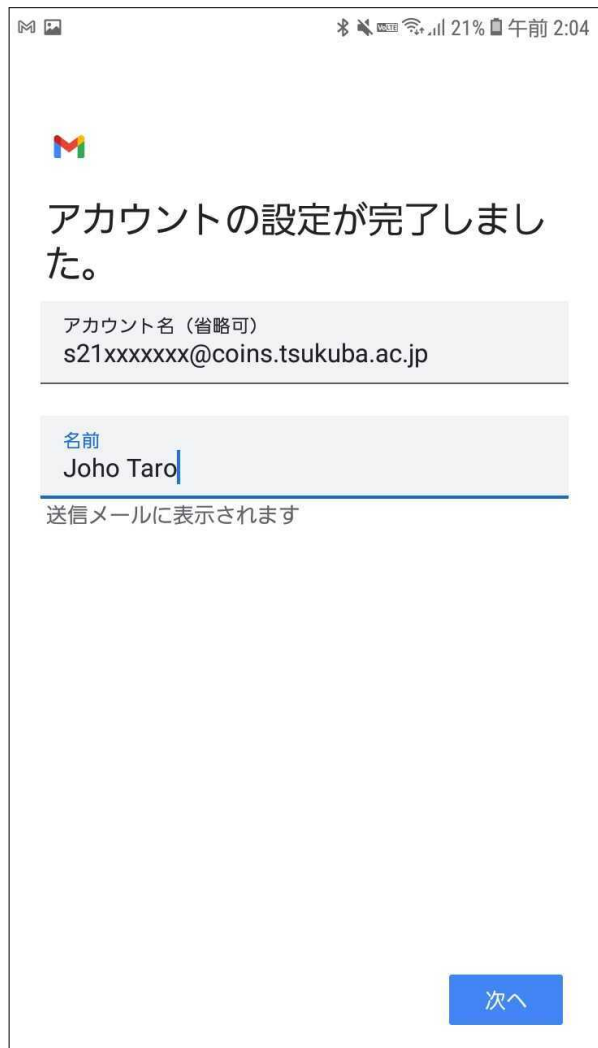 21% 午前 2:04
アカウントの設定が完了しまし
た。
アカウント名（省略可）
s21xxxxxxx@coins.tsukuba.ac.jp
名前
Joho Taro
送信メールに表示されます
次へ